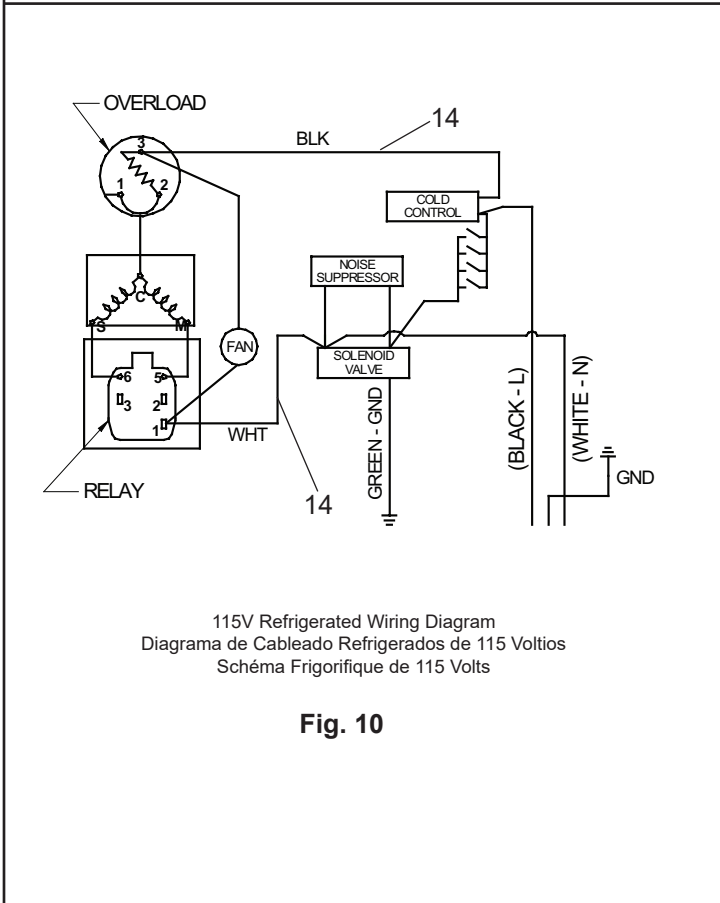 OVERLOAD
14
BLK
3
1
2
COLD
CONTROL
NOISE
SUPPRESSOR
C
S
M
FAN
SOLENOID
VALVE
6
5
3
2
1
WHT
GREEN - GND
(BLACK - L)
(WHITE - N)
GND
RELAY
14
115V Refrigerated Wiring Diagram
Diagrama de Cableado Refrigerados de 115 Voltios
Schéma Frigorifique de 115 Volts
Fig. 10